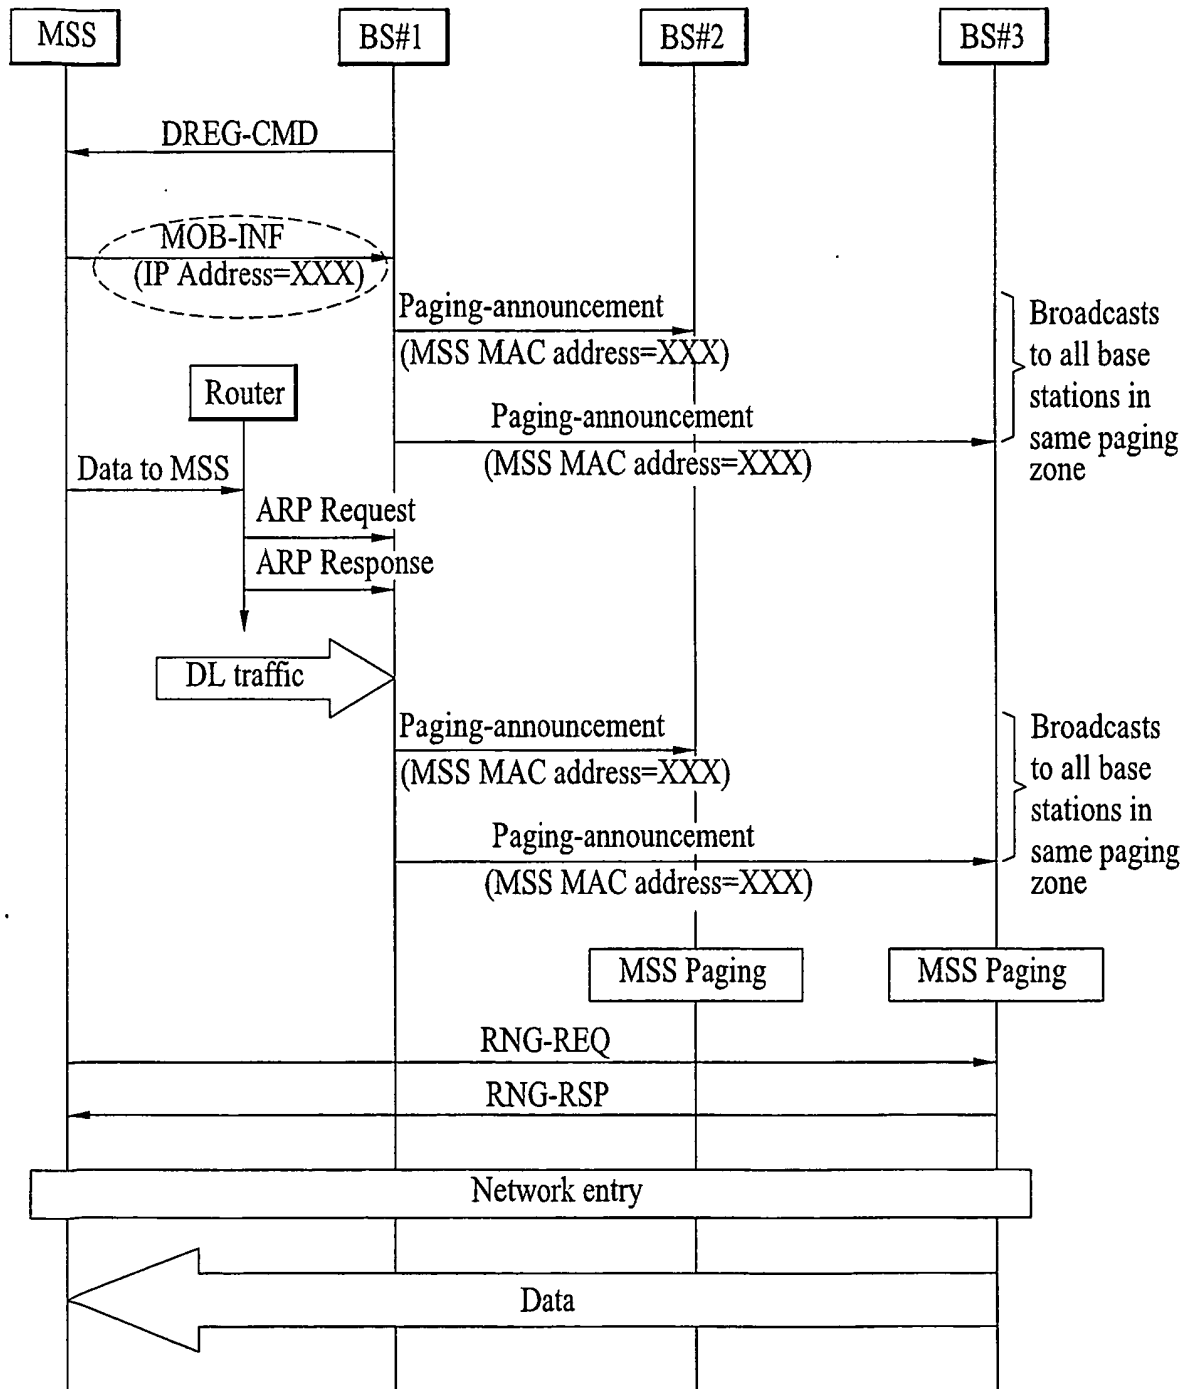 MSS
BS#1
BS#2
BS#3
DREG-CMD
MOB-INF
(IP Address=XXX)
Paging-announcement
(MSS MAC address=XXX)
Broadcasts
to all base
stations in
same paging
zone
Router
Paging-announcement
(MSS MAC address=XXX)
Data to MSS
ARP Request
ARP Response
DL traffic
Paging-announcement
(MSS MAC address=XXX)
Broadcasts
to all base
stations in
same paging
zone
Paging-announcement
(MSS MAC address=XXX)
MSS Paging
MSS Paging
RNG-REQ
RNG-RSP
Network entry
Data